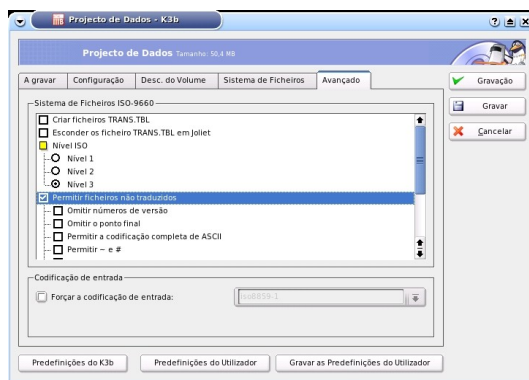 Projecto de Dados - K3b
Projecto de Dados Tamanho: 50,4 MB
A gravar
Configuração
Desc. do Volume
Sistema de Ficheiros
Avançado
Gravação
Gravar
Cancelar
Sistema de Ficheiros ISO-9660
Criar ficheiros TRANS.TBL
Esconder os ficheiro TRANS.TBL em Joliet
Nível ISO
Nível 1
Nível 2
Nível 3
Permitir ficheiros não traduzidos
Omitir números de versão
Omitir o ponto final
Permitir a codificação completa de ASCII
Permitir ~ e #
Codificação de entrada
Forçar a codificação de entrada:
iso8859-1
Predefinições do K3b
Predefinições do Utilizador
Gravar as Predefinições do Utilizador